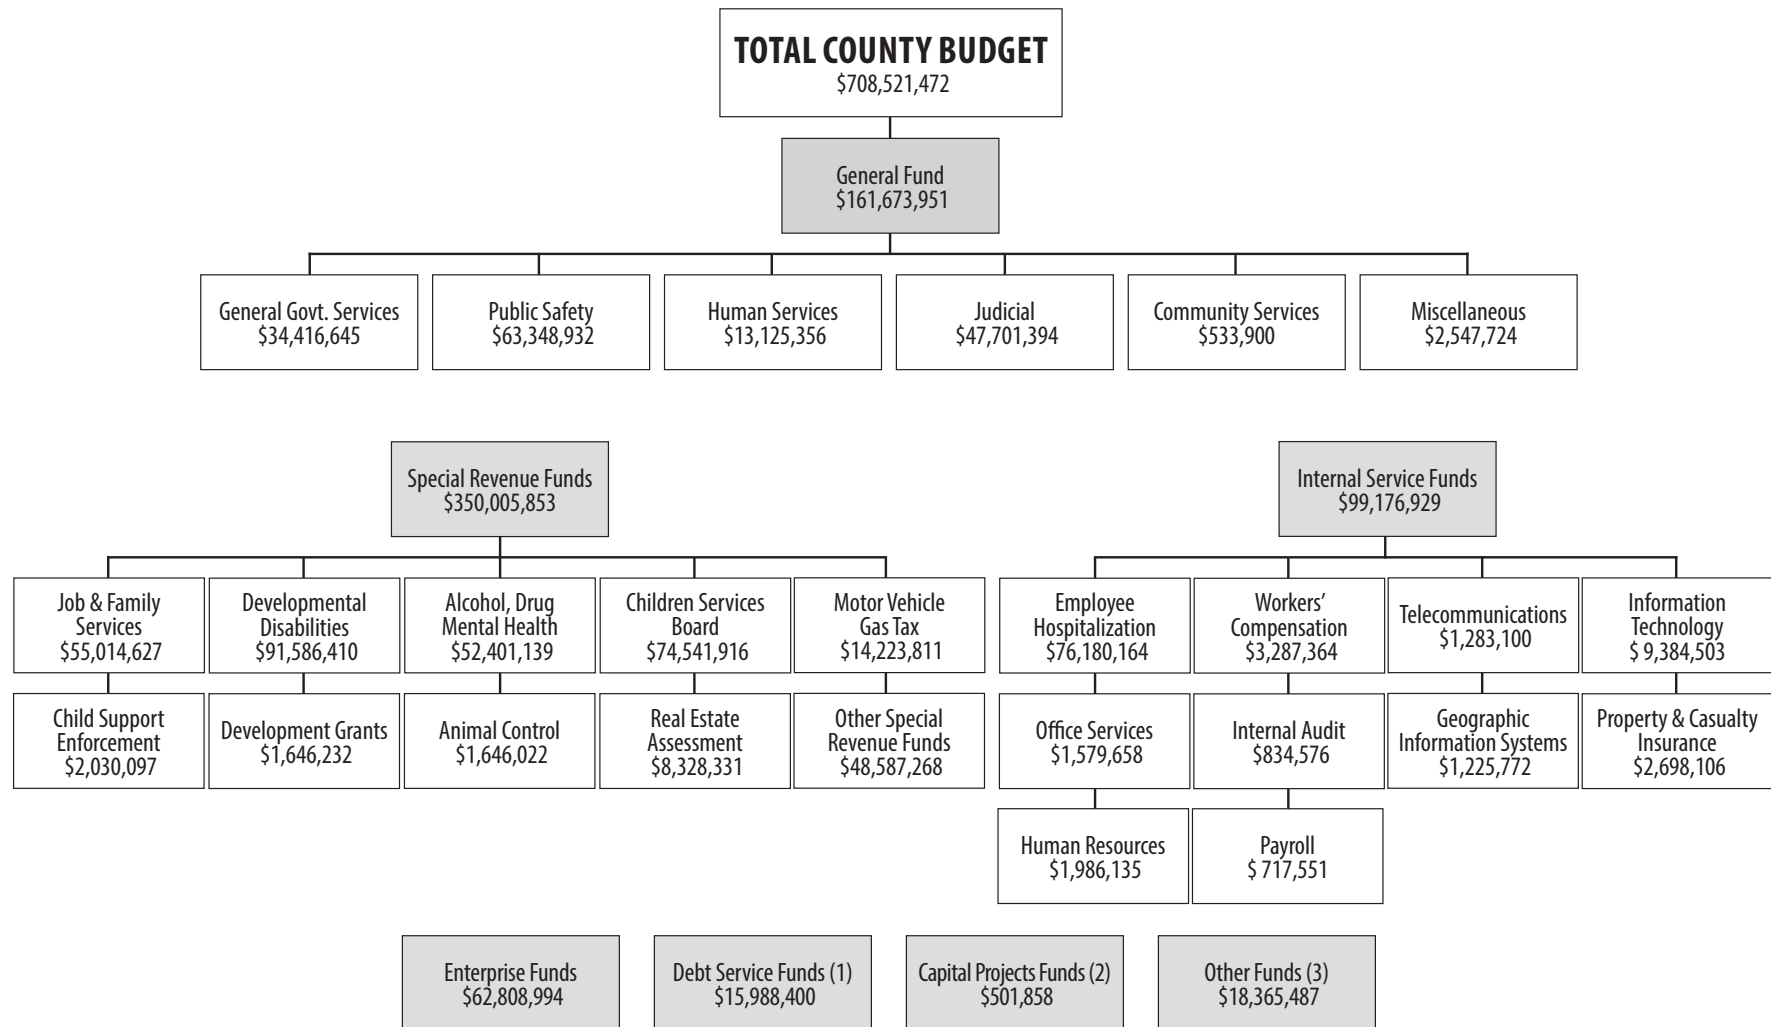 TOTAL COUNTY BUDGET
$708,521,472
General Fund
$161,673,951
General Govt. Services
$34,416,645
Public Safety
$63,348,932
Human Services
$13,125,356
Judicial
$47,701,394
Community Services
$533,900
Miscellaneous
$2,547,724
Special Revenue Funds
$350,005,853
Internal Service Funds
$99,176,929
Job & Family
Services
$55,014,627
Developmental
Disabilities
$91,586,410
Alcohol, Drug
Mental Health
$52,401,139
Children Services
Board
$74,541,916
Motor Vehicle
Gas Tax
$14,223,811
Employee
Hospitalization
$76,180,164
Workers’
Compensation
$3,287,364
Telecommunications
$1,283,100
Information
Technology
$ 9,384,503
Child Support
Enforcement
$2,030,097
Development Grants
$1,646,232
Animal Control
$1,646,022
Real Estate
Assessment
$8,328,331
Other Special
Revenue Funds
$48,587,268
Office Services
$1,579,658
Internal Audit
$834,576
Geographic
Information Systems
$1,225,772
Property & Casualty
Insurance
$2,698,106
Human Resources
$1,986,135
Payroll
$ 717,551
Enterprise Funds
$62,808,994
Debt Service Funds (1)
$15,988,400
Capital Projects Funds (2)
$501,858
Other Funds (3)
$18,365,487